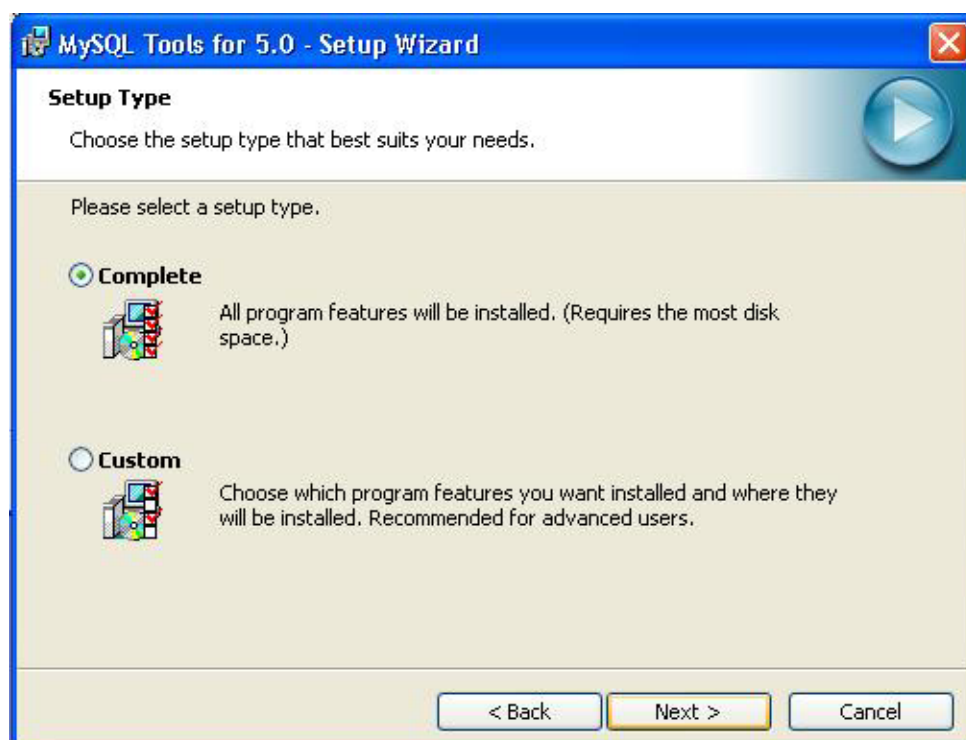 MySQL Tools for 5.0 - Setup Wizard
Setup Type
Choose the setup type that best suits your needs.
Please select a setup type.
Complete
All program features will be installed. (Requires the most disk
space.)
Custom
Choose which program features you want installed and where they
will be installed. Recommended for advanced users.
< Back
Next >
Cancel